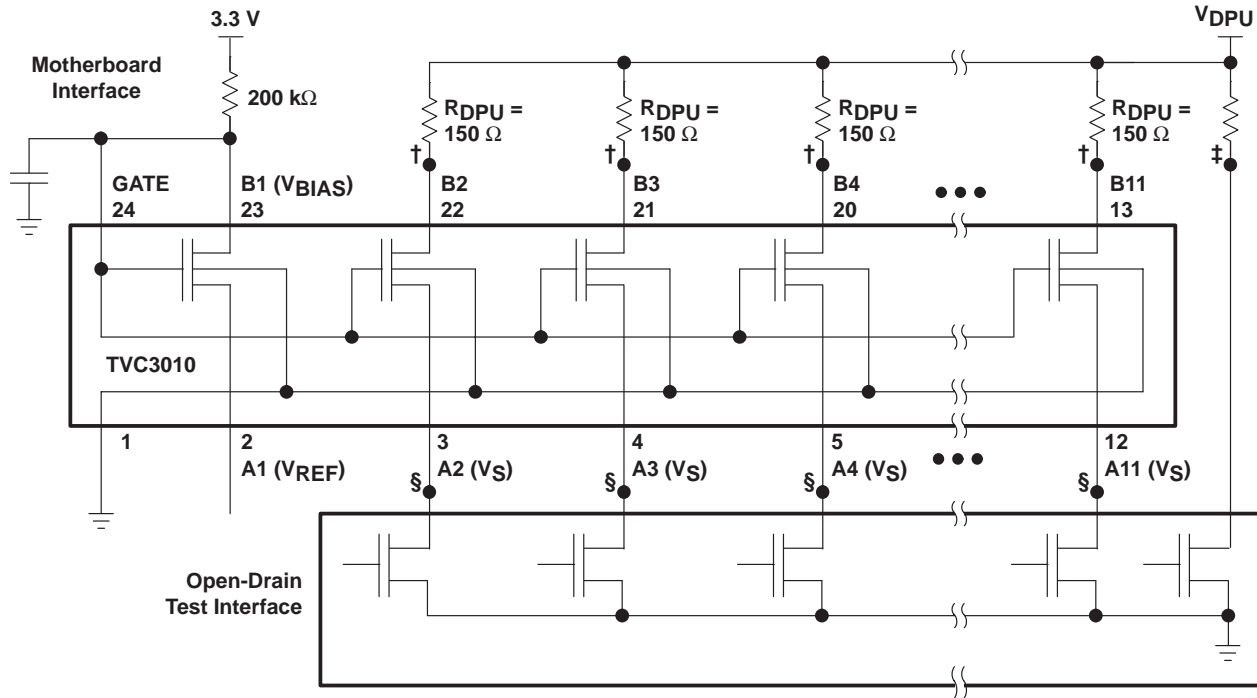 3.3 V
VDPU
Motherboard
Interface
200 kΩ
RDPU =
150 Ω
RDPU =
150 Ω
RDPU =
150 Ω
RDPU =
150 Ω
† † † † ‡
GATE
24
B1 (VBIAS)
23
B2
22
B3
21
B4
20
B11
13
TVC3010
1
2
A1 (VREF)
3
A2 (VS)
4
A3 (VS)
5
A4 (VS)
12
A11 (VS)
§ § § §
Open-Drain
Test Interface